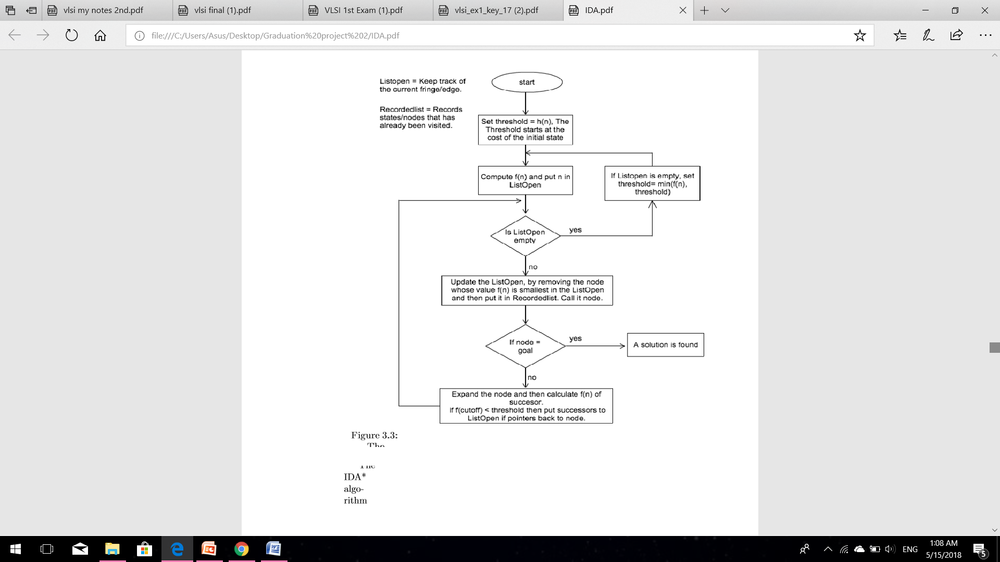 vlsi my notes 2nd.pdf
vlsi final (1).pdf
VLSI 1st Exam (1).pdf
vlsi_ex1_key_17 (2).pdf
IDA.pdf
file:///C:/Users/Asus/Desktop/Graduation%20project%202/IDA.pdf
Listopen = Keep track of
the current fringe/edge.
Recordedlist = Records
states/nodes that has
already been visited.
start
Set threshold = h(n), The
Threshold starts at the
cost of the initial state
Compute f(n) and put n in
ListOpen
If Listopen is empty, set
threshold= min(f(n),
threshold)
Is ListOpen
empty
yes
no
Update the ListOpen, by removing the node
whose value f(n) is smallest in the ListOpen
and then put it in Recordedlist. Call it node.
If node =
goal
yes
A solution is found
no
Expand the node and then calculate f(n) of
succesor.
If f(cutoff) < threshold then put successors to
ListOpen if pointers back to node.
Figure 3.3:
The
The
IDA*
algo-
rithm
ENG
1:08 AM
5/15/2018
5